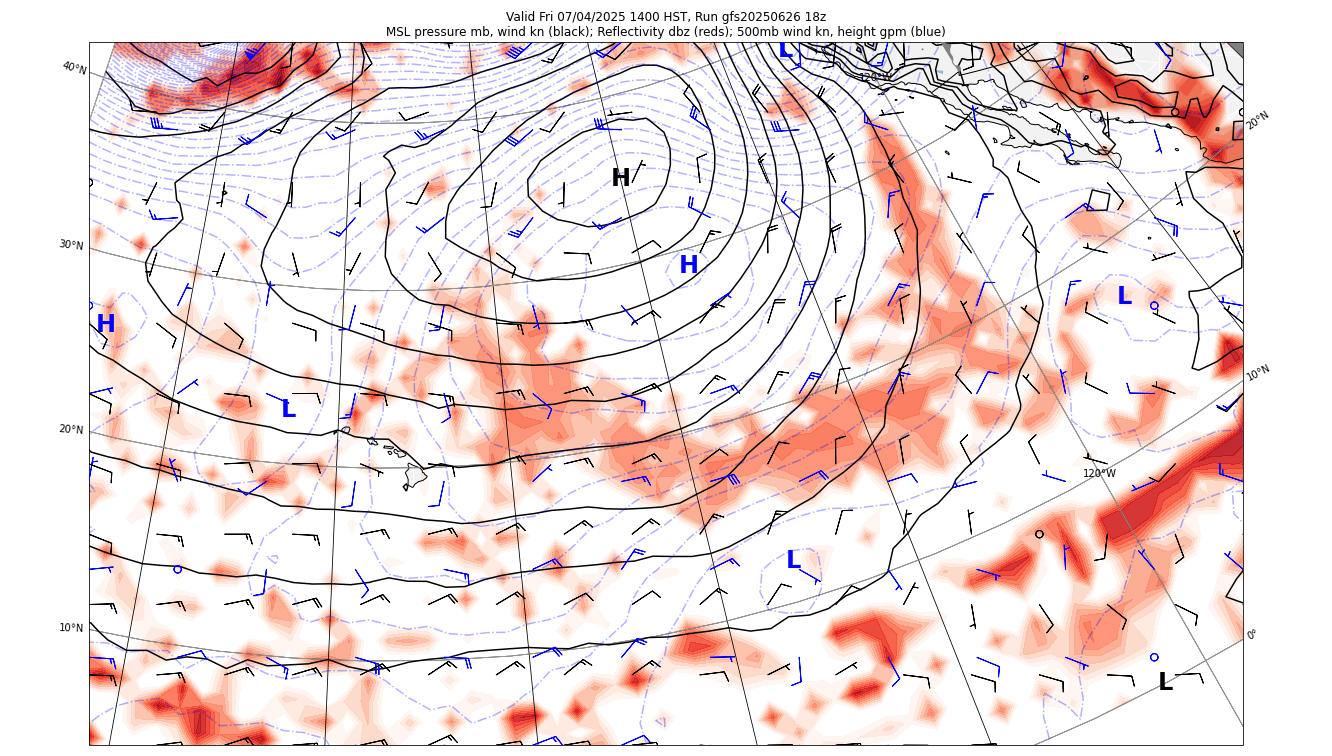 Valid Fri 07/04/2025 1400 HST, Run gfs20250626 18z
MSL pressure mb, wind kn (black); Reflectivity dbz (reds); 500mb wind kn, height gpm (blue)
L
40°N
120°W
20°N
H
30°N
H
L
H
10°N
L
20°N
120°W
L
10°N
0°
L